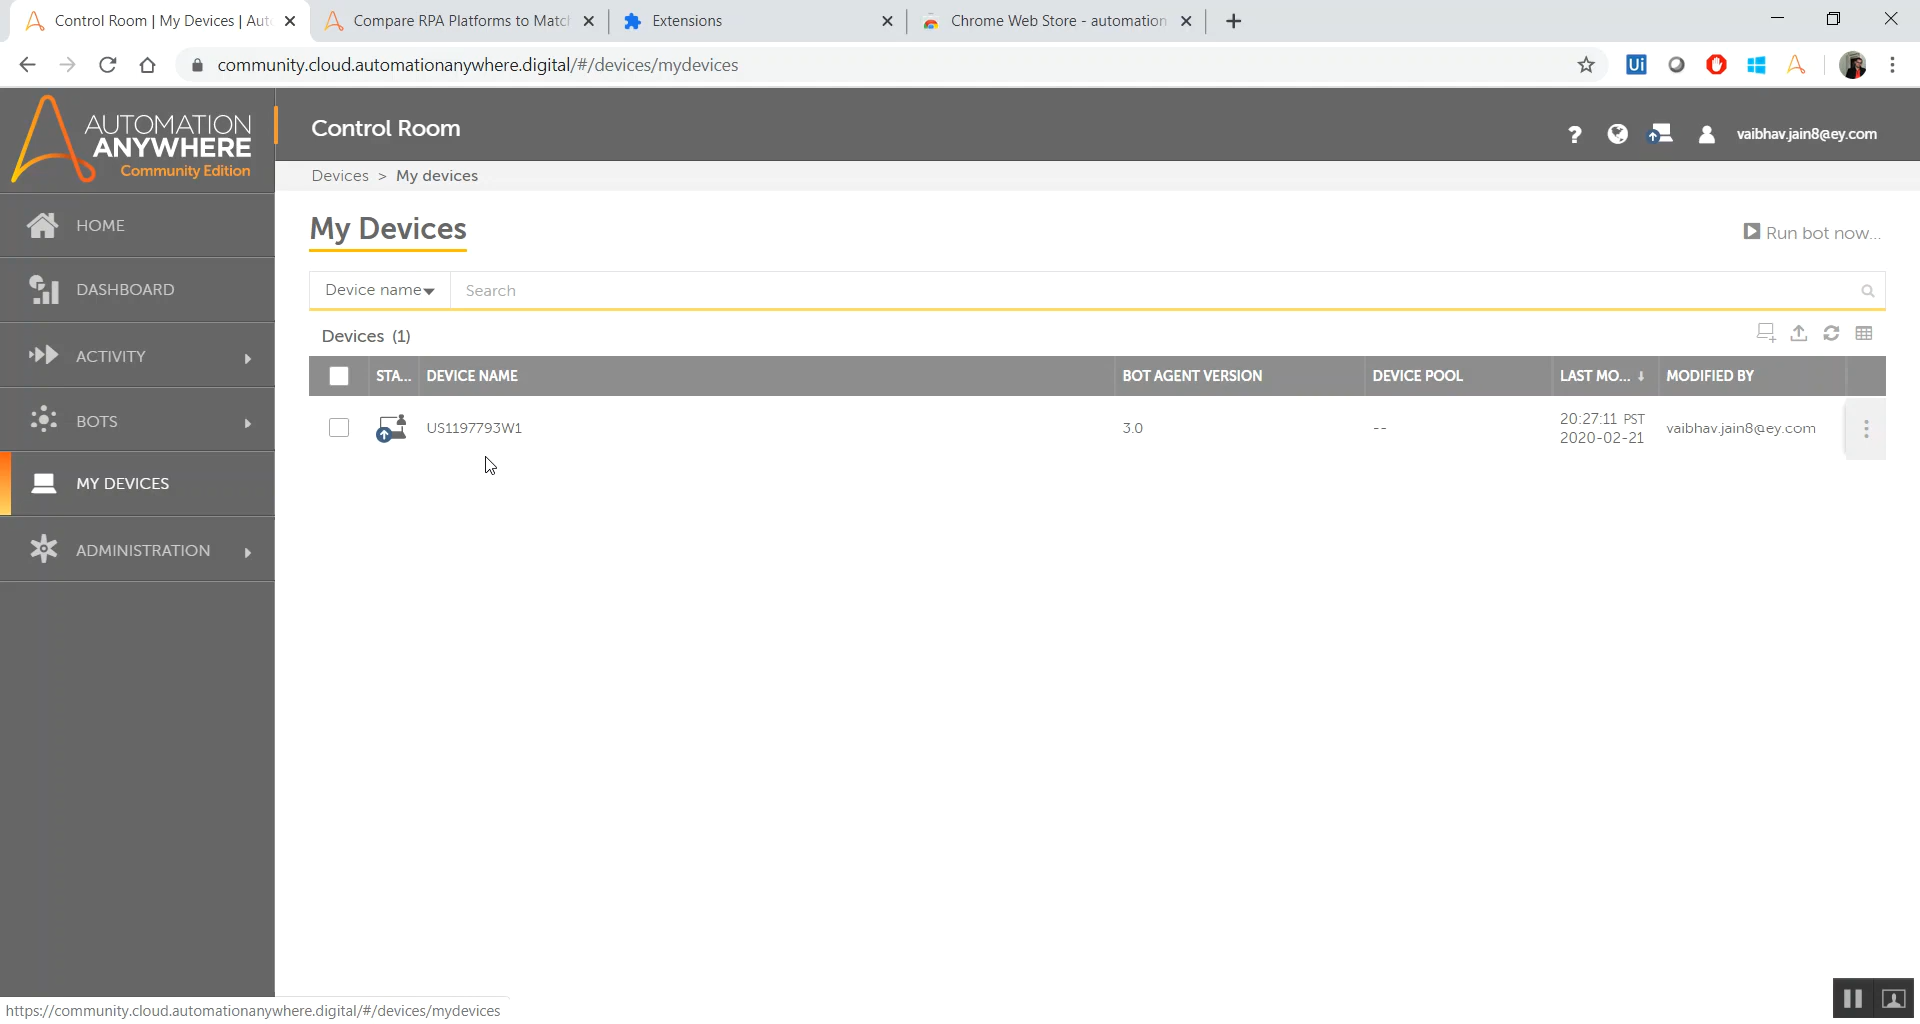 Control Room | My Devices | Aut
Compare RPA Platforms to Match
Extensions
Chrome Web Store - automation
community.cloud.automationanywhere.digital/#/devices/mydevices
Ui
AUTOMATION
ANYWHERE
Community Edition
Control Room
? vaibhav.jain8@ey.com
Devices > My devices
HOME
DASHBOARD
ACTIVITY
BOTS
MY DEVICES
ADMINISTRATION
My Devices
Run bot now...
Device name
Search
Devices (1)
STA... DEVICE NAME BOT AGENT VERSION DEVICE POOL LAST MO... MODIFIED BY
US1197793W1 3.0 -- 20:27:11 PST vaibhav.jain8@ey.com
2020-02-21
https://community.cloud.automationanywhere.digital/#/devices/mydevices